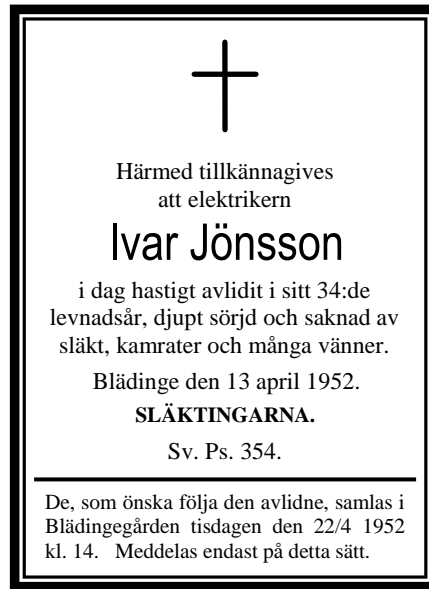 Härmed tillkännagives
att elektrikern
Ivar Jönsson
i dag hastigt avlidit i sitt 34:de
levnadsår, djupt sörjd och saknad av
släkt, kamrater och många vänner.
Blädinge den 13 april 1952.
SLÄKTINGARNA.
Sv. Ps. 354.
De, som önska följa den avlidne, samlas i
Blädingegården tisdagen den 22/4 1952
kl. 14. Meddelas endast på detta sätt.